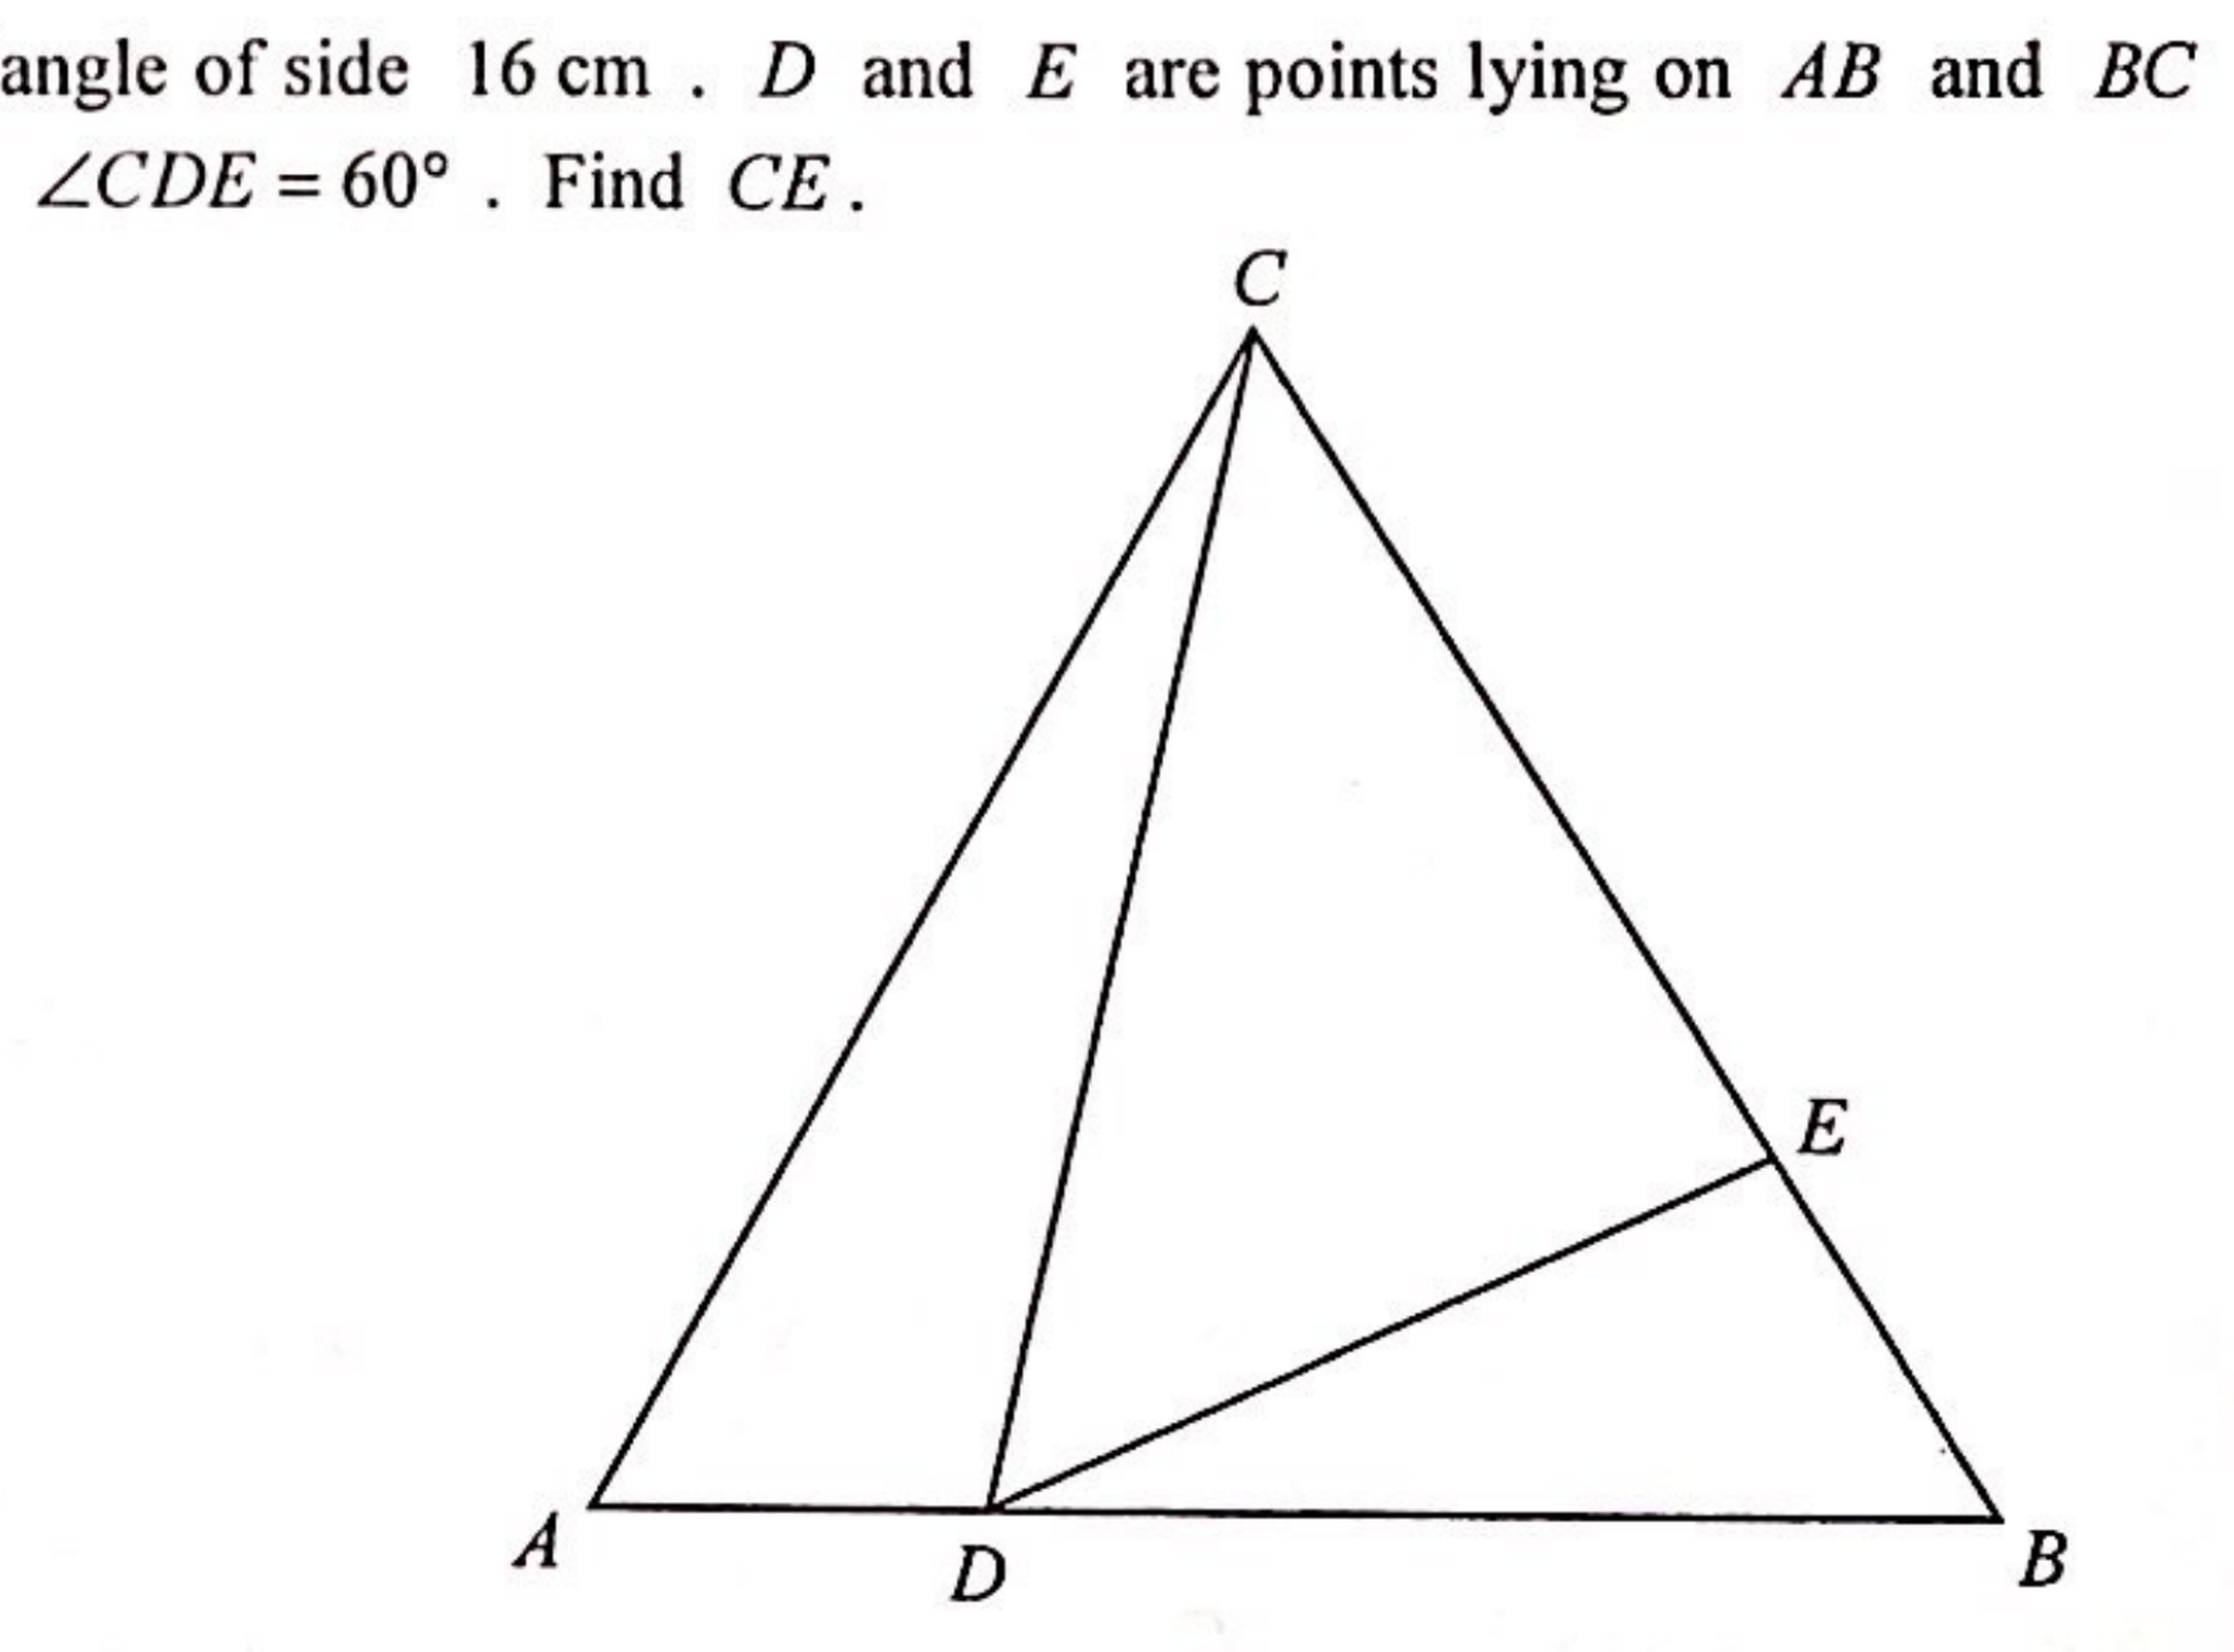 angle of side 16 cm . D and E are points lying on AB and BC
∠CDE = 60° . Find CE .
C
E
A
D
B